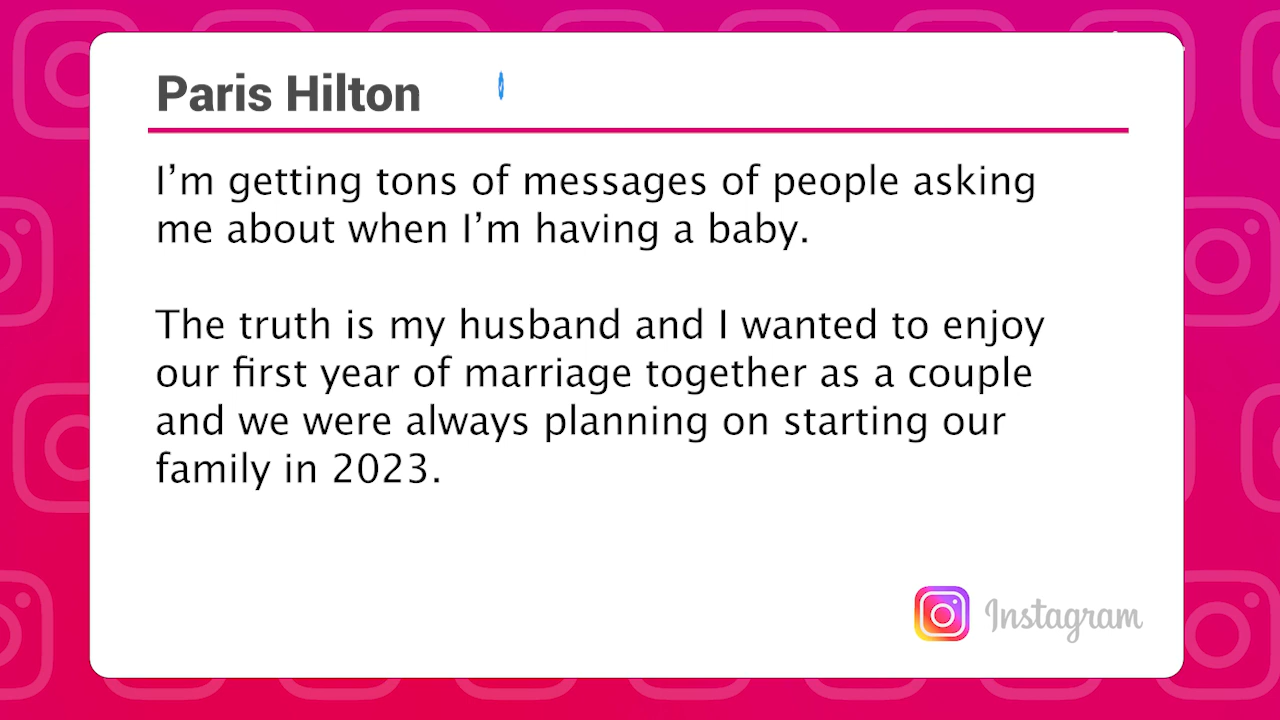 Paris Hilton
I’m getting tons of messages of people asking
me about when I’m having a baby.
The truth is my husband and I wanted to enjoy
our first year of marriage together as a couple
and we were always planning on starting our
family in 2023.
Instagram